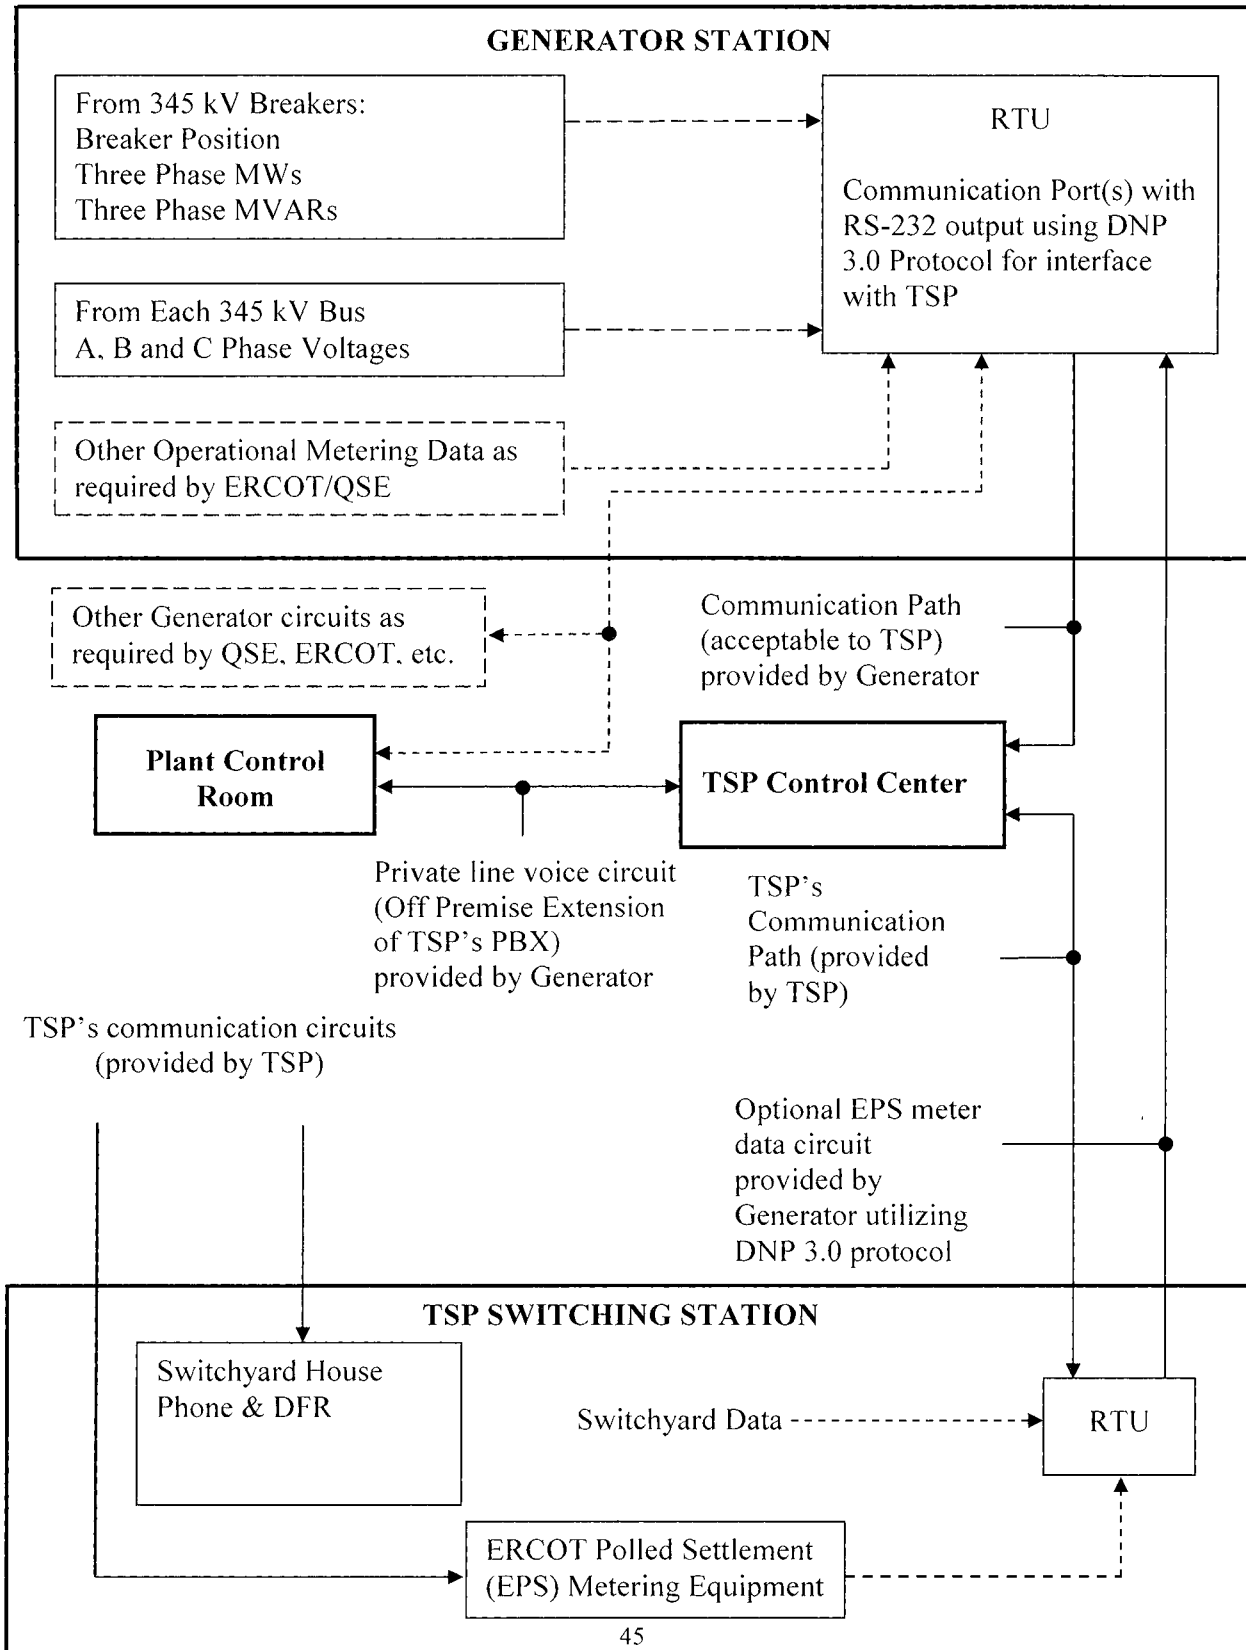 GENERATOR STATION
From 345 kV Breakers:
Breaker Position
Three Phase MWs
Three Phase MVARs
RTU
Communication Port(s) with
RS-232 output using DNP
3.0 Protocol for interface
with TSP
From Each 345 kV Bus
A, B and C Phase Voltages
Other Operational Metering Data as
required by ERCOT/QSE
Other Generator circuits as
required by QSE, ERCOT, etc.
Communication Path
(acceptable to TSP)
provided by Generator
Plant Control
Room
TSP Control Center
Private line voice circuit
(Off Premise Extension
of TSP's PBX)
provided by Generator
TSP's
Communication
Path (provided
by TSP)
TSP's communication circuits
(provided by TSP)
Optional EPS meter
data circuit
provided by
Generator utilizing
DNP 3.0 protocol
TSP SWITCHING STATION
Switchyard House
Phone & DFR
Switchyard Data
RTU
ERCOT Polled Settlement
(EPS) Metering Equipment
45